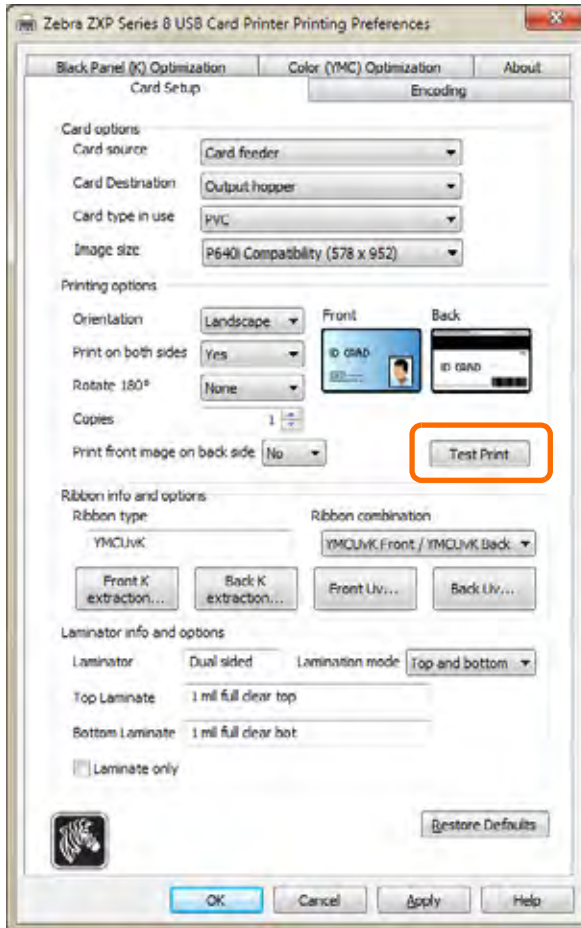 Zebra ZXP Series 8 USB Card Printer Printing Preferences
Black Panel (K) Optimization Color (YMC) Optimization About
Card Setup Encoding
Card options
Card source Card feeder
Card Destination Output hopper
Card type in use PVC
Image size P640i Compatibility (578 x 952)
Printing options
Orientation Landscape Front Back
Print on both sides Yes ID CARD ID CARD
Rotate 180° None
Copies 1
Print front image on back side No Test Print
Ribbon info and options
Ribbon type Ribbon combination
YMCUvK YMCUvK Front / YMCUvK Back
Front K extraction... Back K extraction... Front Uv... Back Uv...
Laminator info and options
Laminator Dual sided Lamination mode Top and bottom
Top Laminate 1 mil full clear top
Bottom Laminate 1 mil full clear bot
Laminate only
Restore Defaults
OK Cancel Apply Help